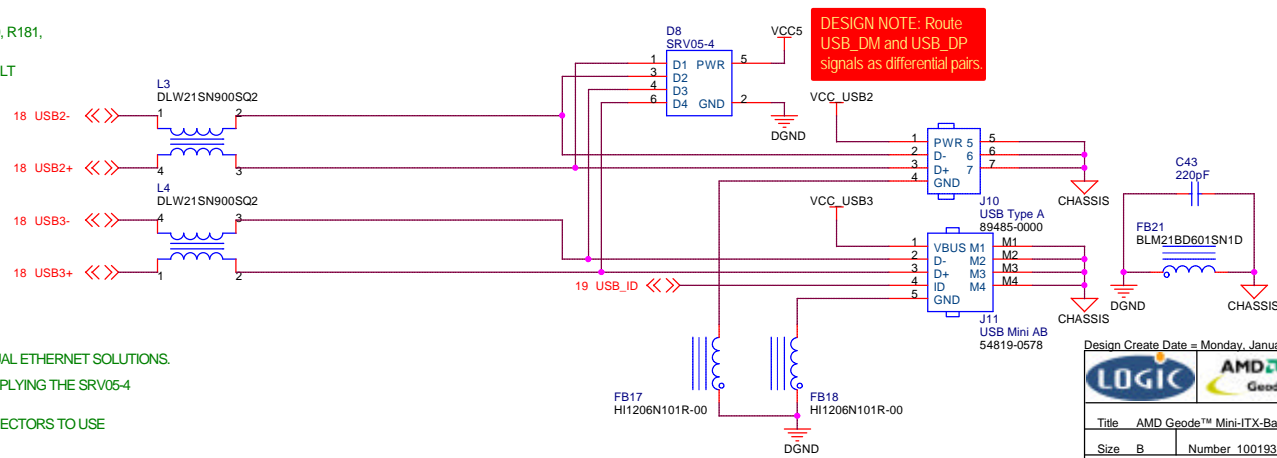 , R181,
LT
18 USB2-
18 USB2+
18 USB3-
18 USB3+
L3
DLW21SN900SQ2
1 2
4 3
L4
DLW21SN900SQ2
4 3
1 2
D8
SRV05-4
1 D1 PWR 5
3 D2
4 D3
6 D4 GND 2
VCC5
DGND
DESIGN NOTE: Route
USB_DM and USB_DP
signals as differential pairs.
VCC_USB2
1 PWR 5 5
2 D- 6 6
3 D+ 7 7
4 GND
J10
USB Type A
89485-0000
CHASSIS
VCC_USB3
1 VBUS M1 M1
2 D- M2 M2
3 D+ M3 M3
4 ID M4 M4
5 GND
19 USB_ID
J11
USB Mini AB
54819-0578
CHASSIS
C43
220pF
FB21
BLM21BD601SN1D
DGND
CHASSIS
FB17
HI1206N101R-00
FB18
HI1206N101R-00
DGND
UAL ETHERNET SOLUTIONS.
PPLYING THE SRV05-4
ECTORS TO USE
Design Create Date = Monday, Janua
LOGIC
AMD
Geod
Title AMD Geode™ Mini-ITX-Ba
Size B Number 100193